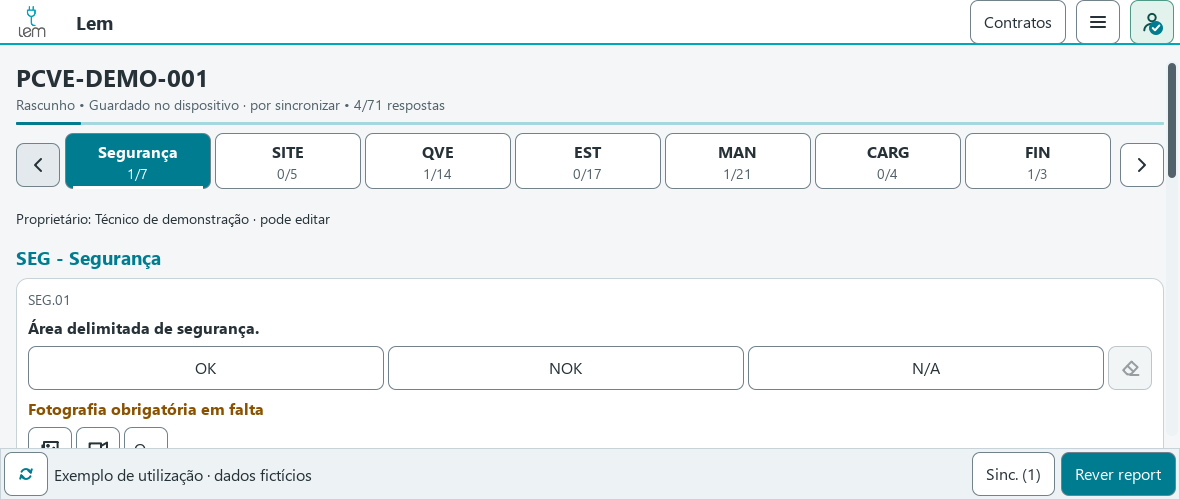 lem
Lem
Contratos
PCVE-DEMO-001
Rascunho • Guardado no dispositivo · por sincronizar • 4/71 respostas
Segurança
1/7
SITE
0/5
QVE
1/14
EST
0/17
MAN
1/21
CARG
0/4
FIN
1/3
Proprietário: Técnico de demonstração · pode editar
SEG - Segurança
SEG.01
Área delimitada de segurança.
OK
NOK
N/A
Fotografia obrigatória em falta
Exemplo de utilização · dados fictícios
Sinc. (1)
Rever report